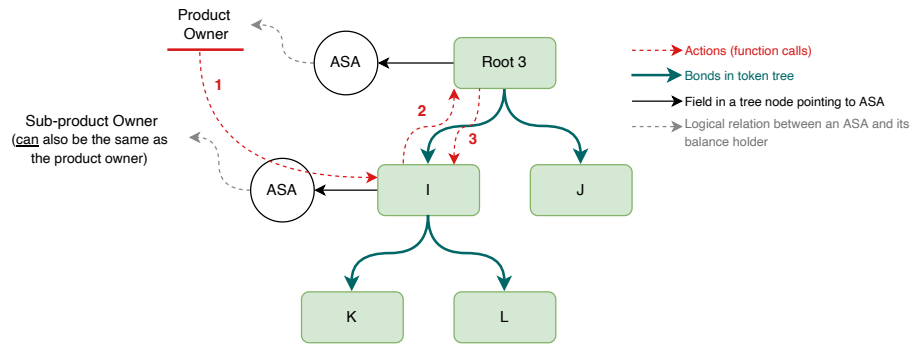 Product
Owner
1
ASA
Root 3
Actions (function calls)
Bonds in token tree
Field in a tree node pointing to ASA
Logical relation between an ASA and its
balance holder
2
3
Sub-product Owner
(can also be the same as
the product owner)
ASA
I
J
K
L